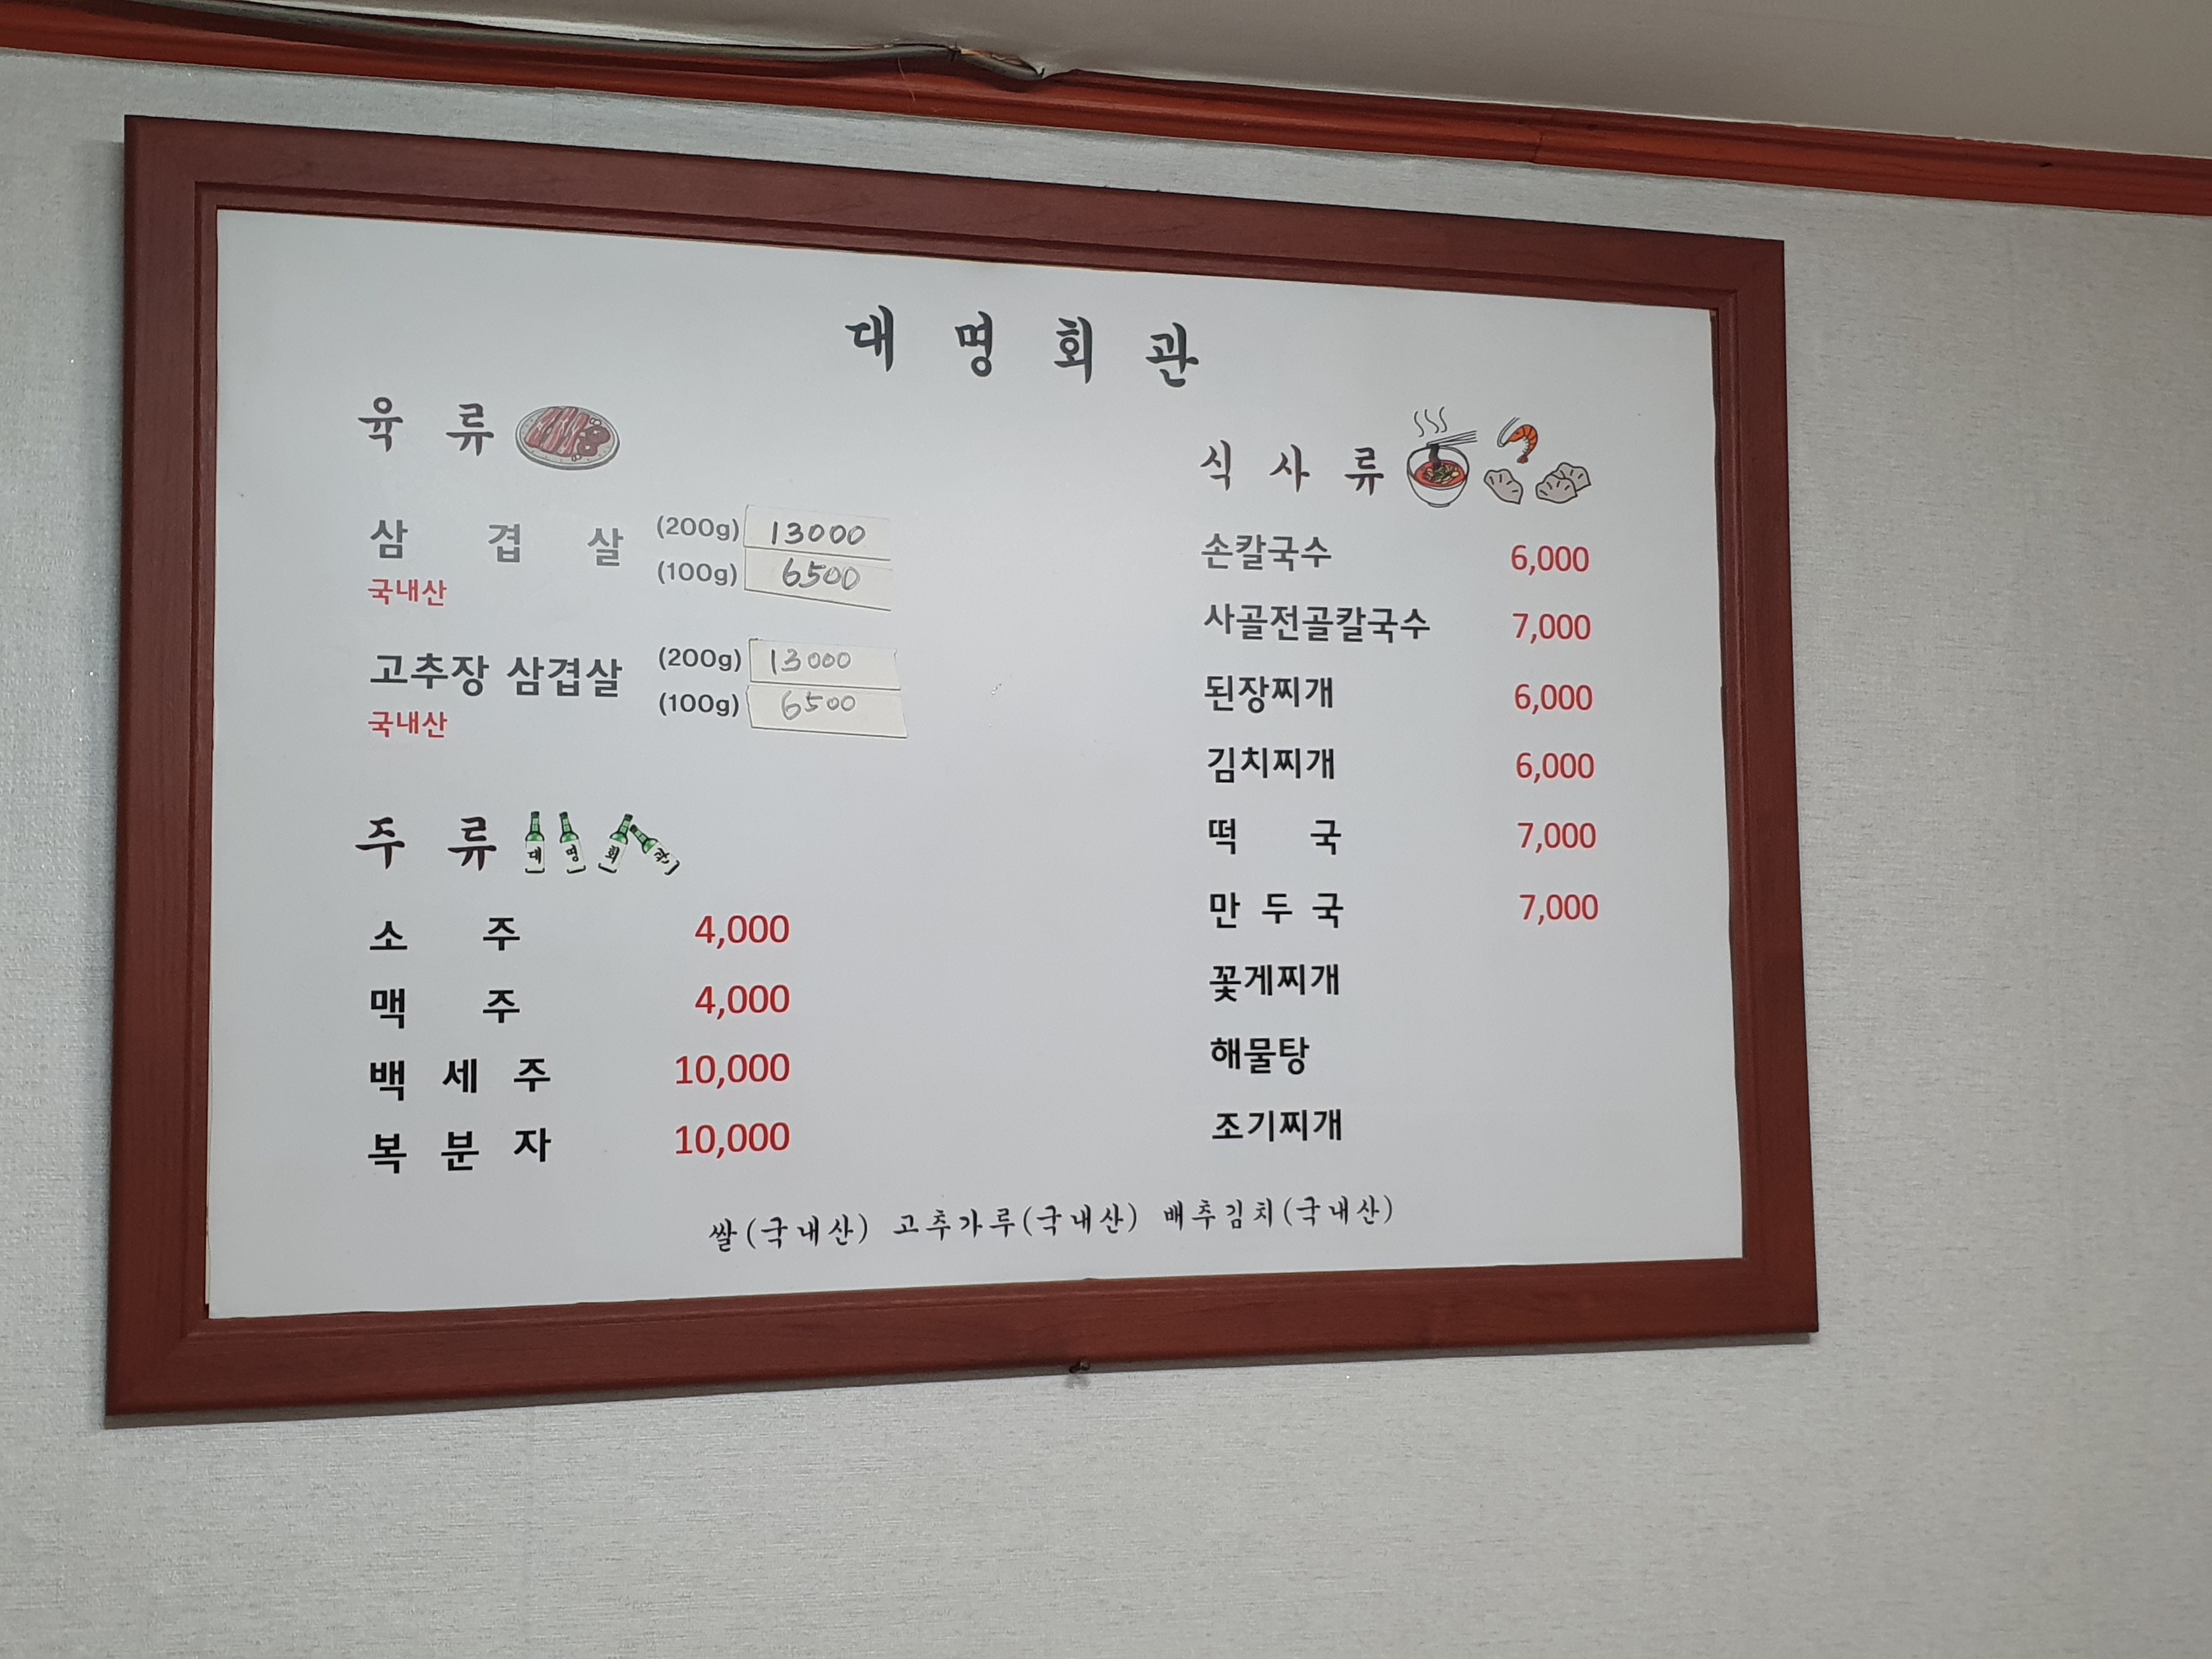 대 명 회 관
육 류
삼 겹 살 (200g) 13000
(100g) 6500
국내산
고추장 삼겹살 (200g) 13000
(100g) 6500
국내산
주 류 대 명 회 관
소 주 4,000
맥 주 4,000
백 세 주 10,000
복 분 자 10,000
식 사 류
손칼국수 6,000
사골전골칼국수 7,000
된장찌개 6,000
김치찌개 6,000
떡 국 7,000
만 두 국 7,000
꽃게찌개
해물탕
조기찌개
쌀(국내산) 고추가루(국내산) 배추김치(국내산)